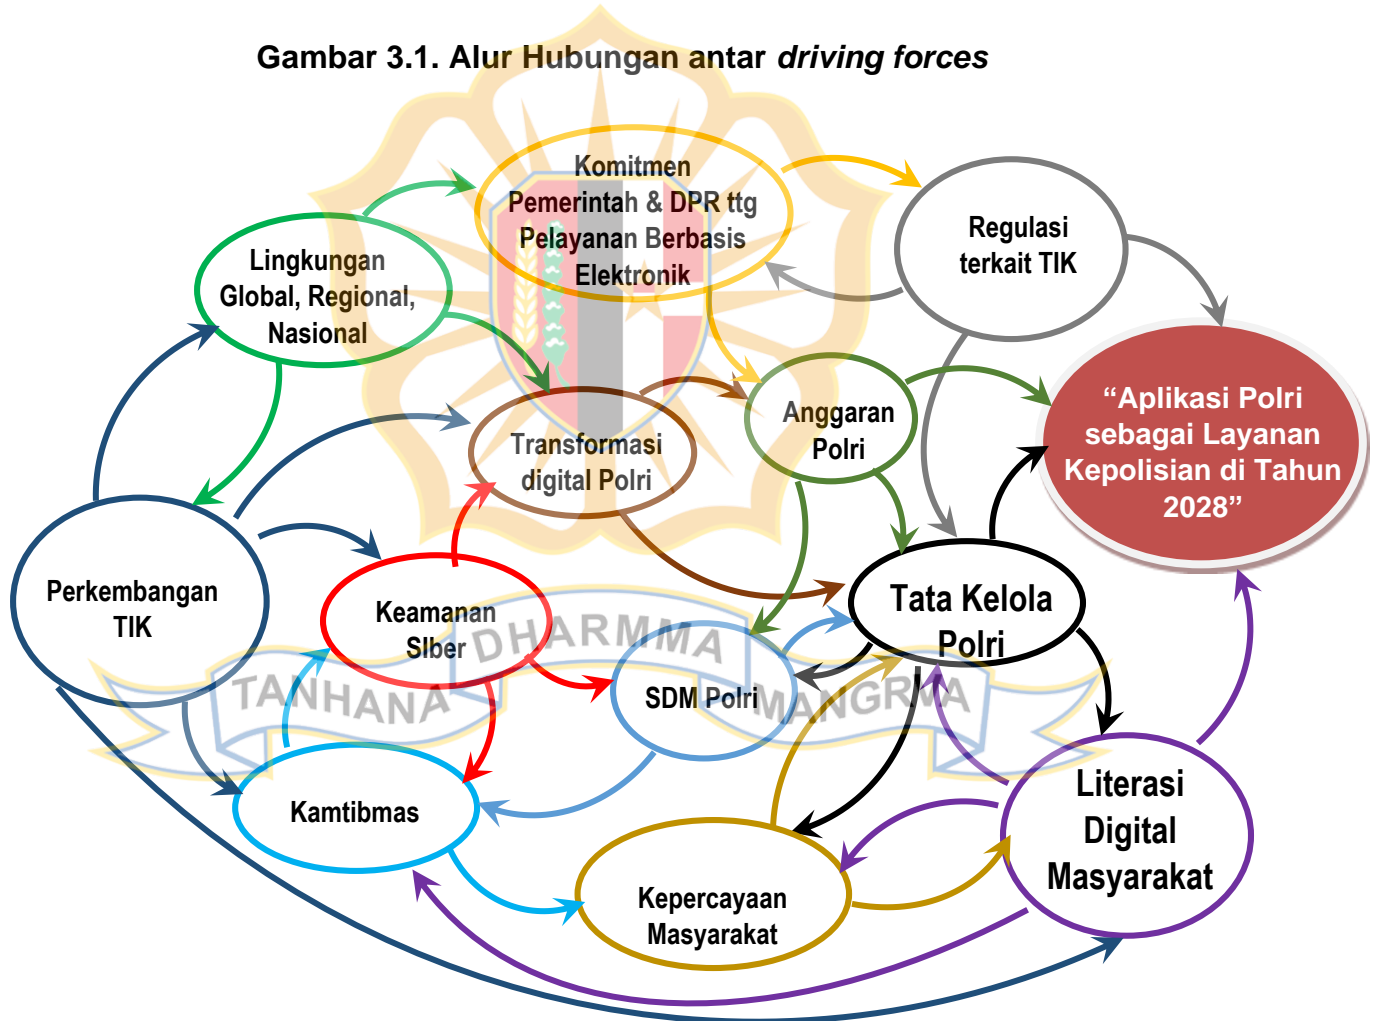 Gambar 3.1. Alur Hubungan antar driving forces
Komitmen
Pemerintah & DPR ttg
Pelayanan Berbasis
Elektronik
Regulasi
terkait TIK
Lingkungan
Global, Regional,
Nasional
“Aplikasi Polri
sebagai Layanan
Kepolisian di Tahun
2028”
Anggaran
Polri
Transformasi
digital Polri
Perkembangan
TIK
Keamanan
SIber
Tata Kelola
Polri
SDM Polri
TANHANA DHARMMA MANGRVA
Kamtibmas
Literasi
Digital
Masyarakat
Kepercayaan
Masyarakat